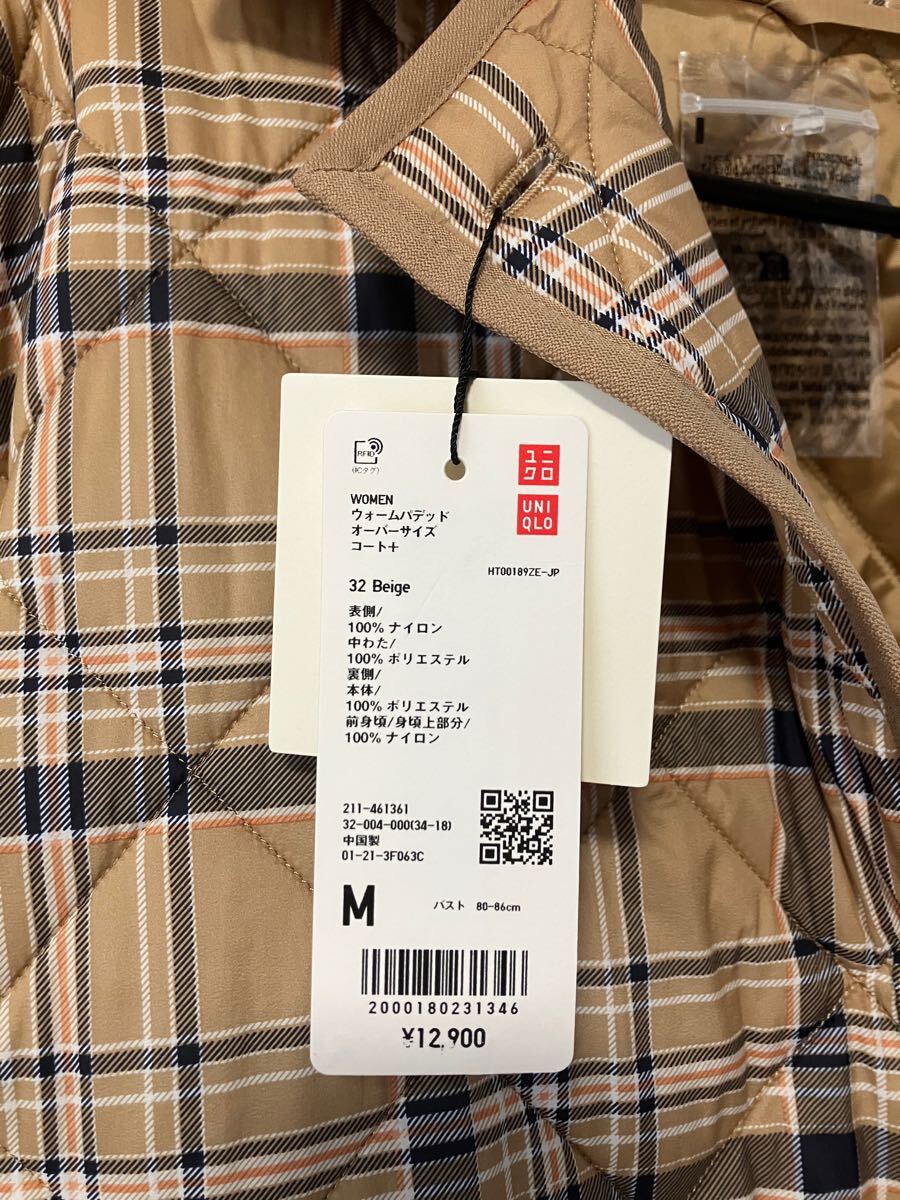 RFID
(ICタグ)
ユニ
クロ
UNI
QLO
WOMEN
ウォームパデッド
オーバーサイズ
コート+
HT00189ZE-JP
32 Beige
表側/
100% ナイロン
中わた/
100% ポリエステル
裏側/
本体/
100% ポリエステル
前身頃/身頃上部分/
100% ナイロン
211-461361
32-004-000(34-18)
中国製
01-21-3F063C
M バスト 80-86cm
2000180231346
¥12,900